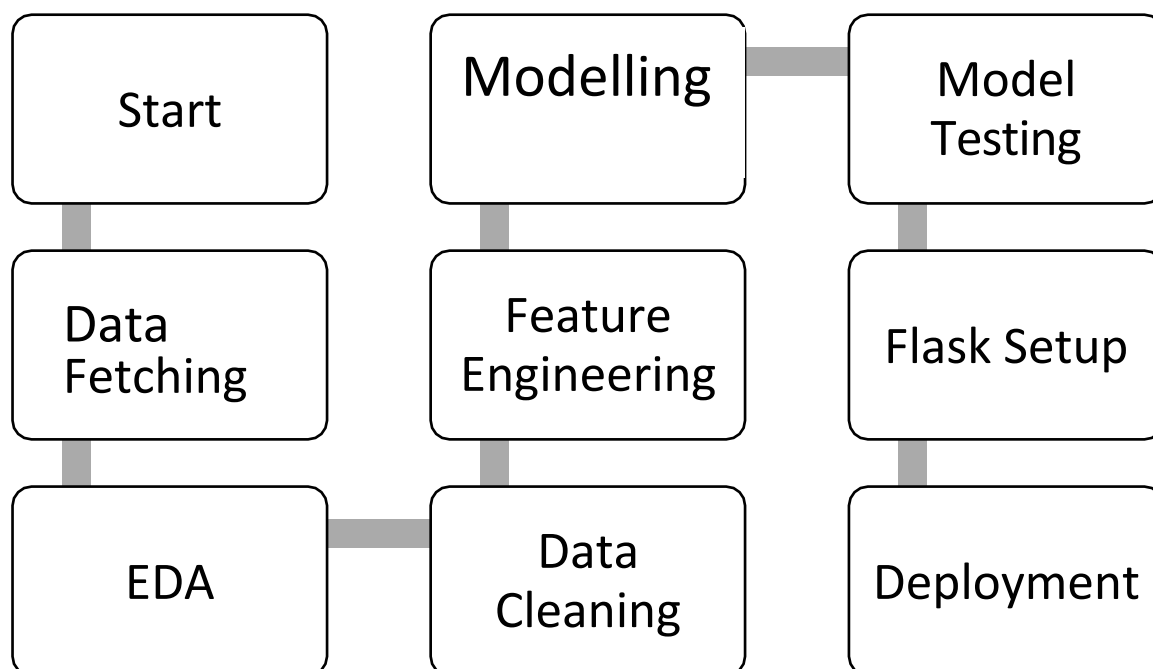 Start
Data
Fetching
EDA
Data
Cleaning
Feature
Engineering
Modelling
Model
Testing
Flask Setup
Deployment